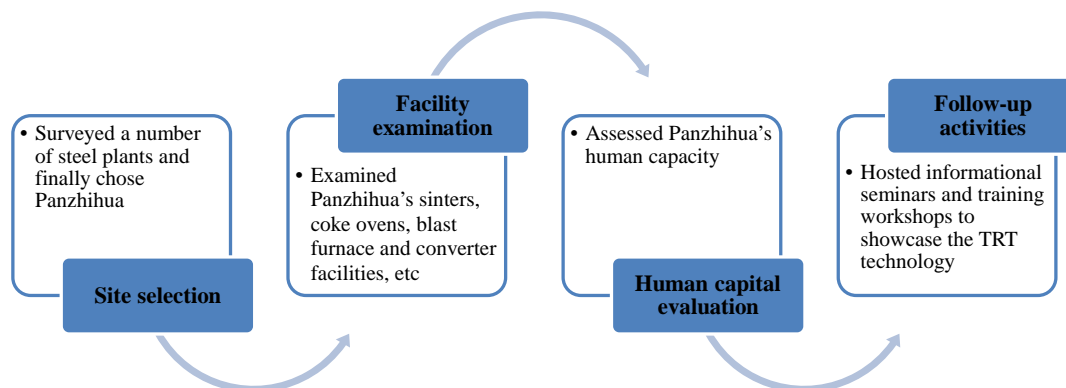 • Surveyed a number
of steel plants and
finally chose
Panzhihua
Site selection
Facility
examination
• Examined
Panzhihua’s sinters,
coke ovens, blast
furnace and converter
facilities, etc
• Assessed Panzhihua’s
human capacity
Human capital
evaluation
Follow-up
activities
• Hosted informational
seminars and training
workshops to
showcase the TRT
technology